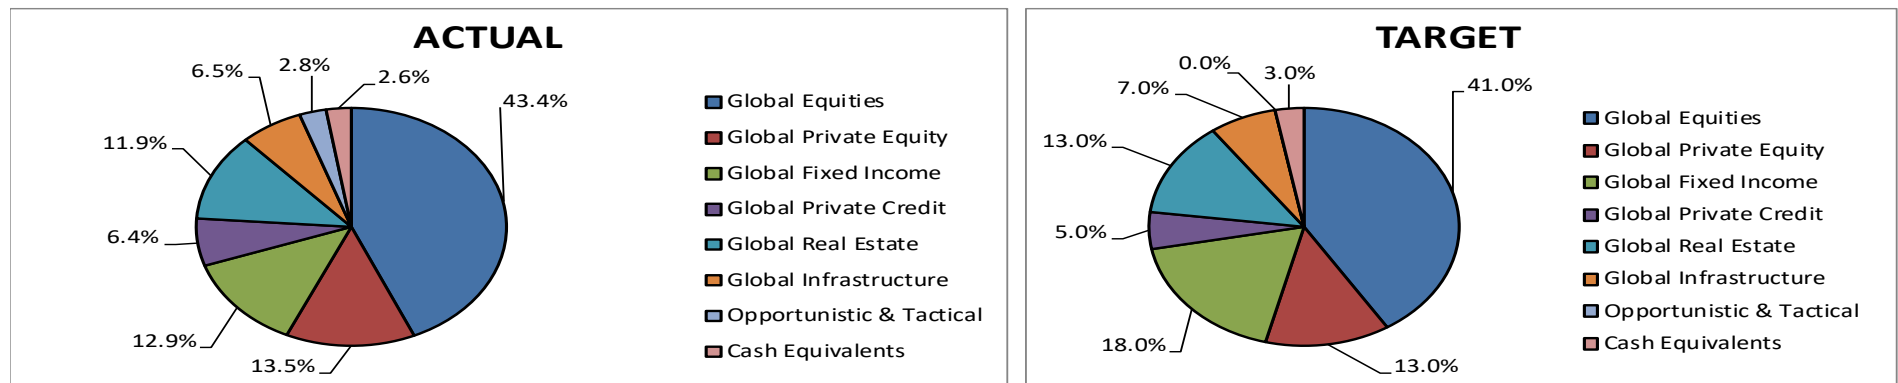 ACTUAL
2.8%
6.5%
2.6%
43.4%
11.9%
6.4%
12.9%
13.5%
Global Equities
Global Private Equity
Global Fixed Income
Global Private Credit
Global Real Estate
Global Infrastructure
Opportunistic & Tactical
Cash Equivalents
TARGET
0.0%
3.0%
7.0%
41.0%
13.0%
5.0%
18.0%
13.0%
Global Equities
Global Private Equity
Global Fixed Income
Global Private Credit
Global Real Estate
Global Infrastructure
Opportunistic & Tactical
Cash Equivalents